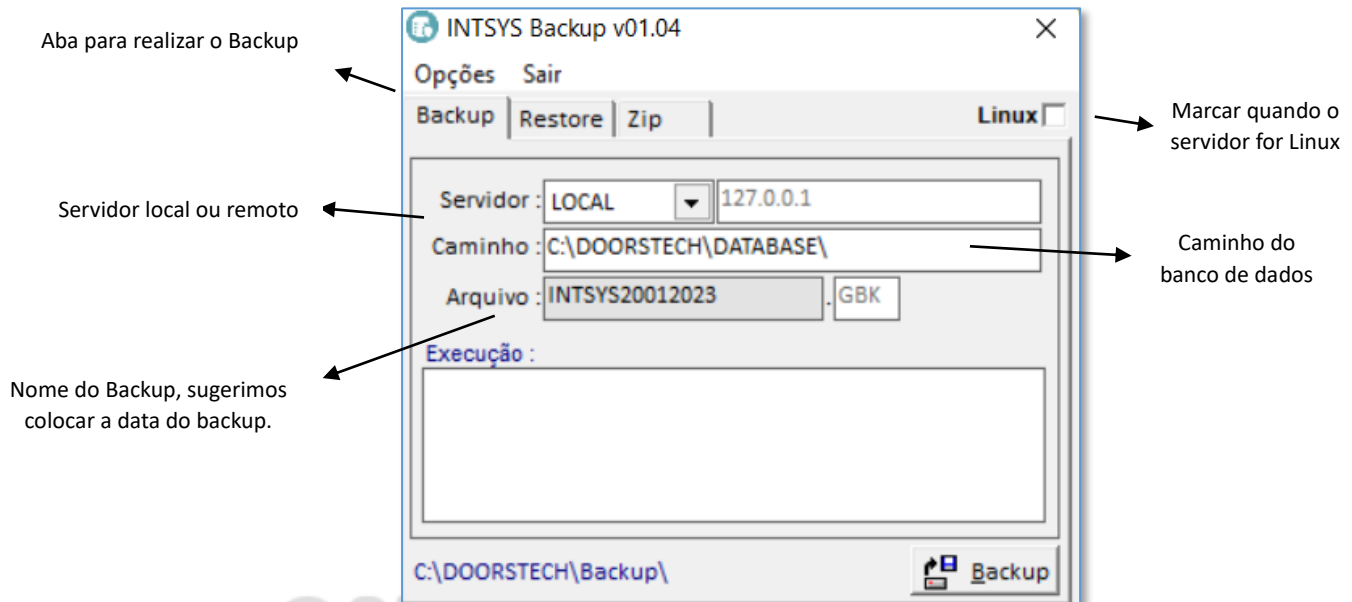 INTSYS Backup v01.04
Aba para realizar o Backup
Opções Sair
Backup Restore Zip Linux
Marcar quando o
servidor for Linux
Servidor local ou remoto
Servidor : LOCAL 127.0.0.1
Caminho : C:\DOORSTECH\DATABASE\
Caminho do
banco de dados
Arquivo : INTSYS20012023 . GBK
Execução :
Nome do Backup, sugerimos
colocar a data do backup.
C:\DOORSTECH\Backup\ Backup